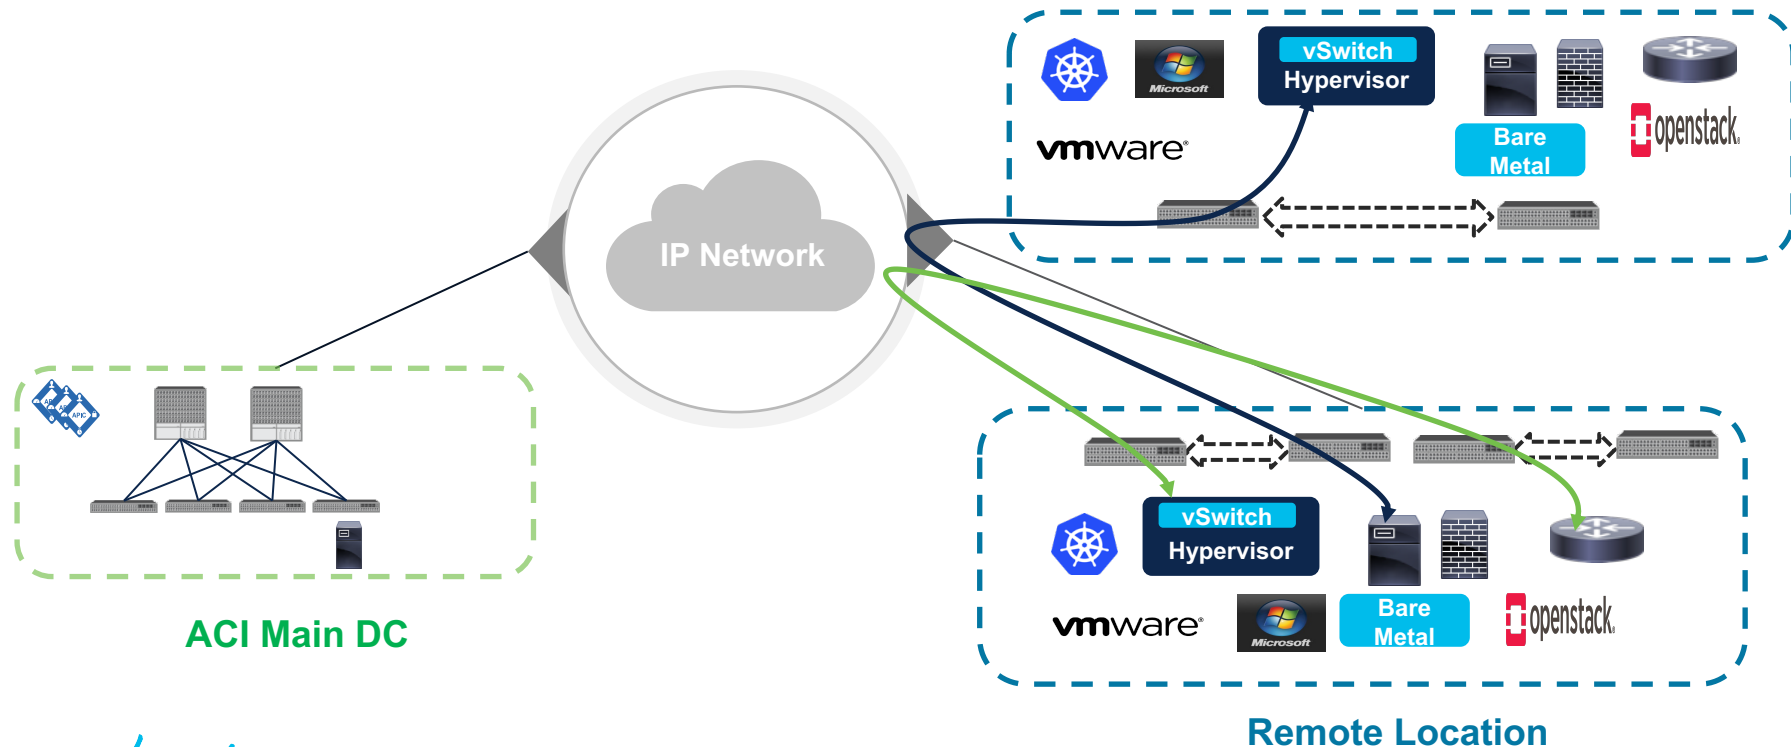 vSwitch
Hypervisor
Microsoft
vmware®
Bare
Metal
openstack.
IP Network
APIC
vSwitch
Hypervisor
vmware®
Microsoft
Bare
Metal
openstack.
ACI Main DC
Remote Location